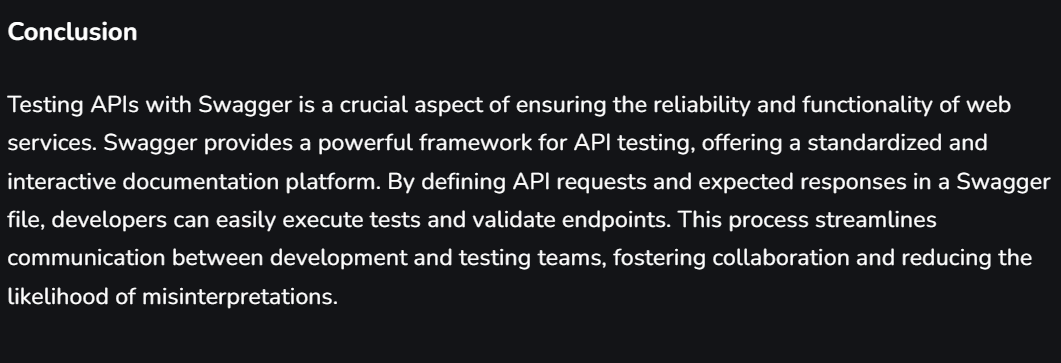 Conclusion
Testing APIs with Swagger is a crucial aspect of ensuring the reliability and functionality of web
services. Swagger provides a powerful framework for API testing, offering a standardized and
interactive documentation platform. By defining API requests and expected responses in a Swagger
file, developers can easily execute tests and validate endpoints. This process streamlines
communication between development and testing teams, fostering collaboration and reducing the
likelihood of misinterpretations.